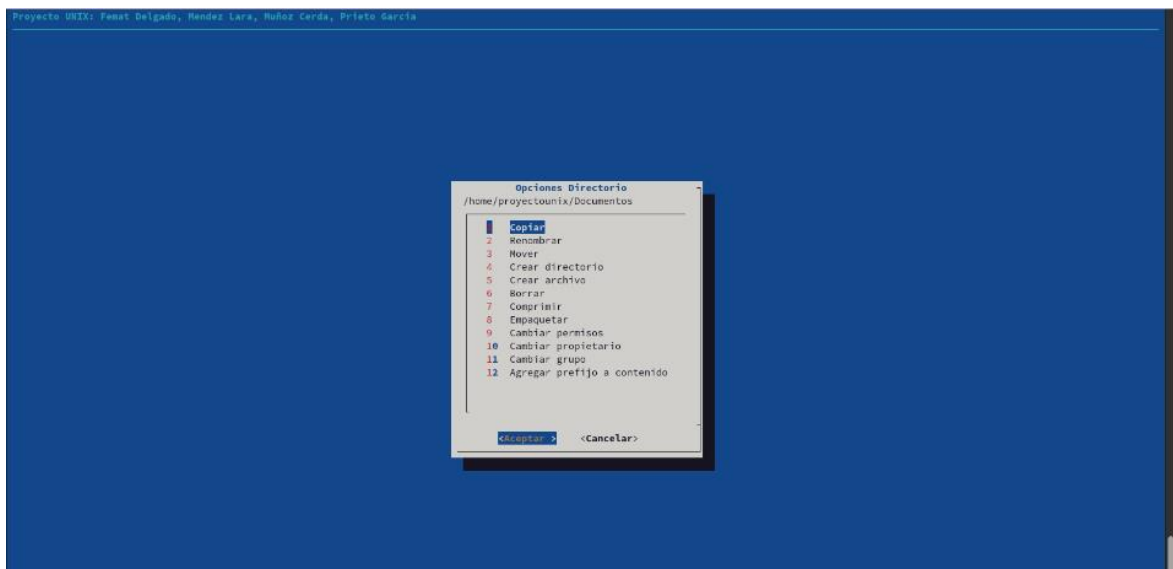 Proyecto UNIX: Femat Delgado, Mendez Lara, Muñoz Cerda, Prieto García
Opciones Directorio
/home/proyectounix/Documentos
1 Copiar
2 Renombrar
3 Mover
4 Crear directorio
5 Crear archivo
6 Borrar
7 Comprimir
8 Empaquetar
9 Cambiar permisos
10 Cambiar propietario
11 Cambiar grupo
12 Agregar prefijo a contenido
<Aceptar > <Cancelar>